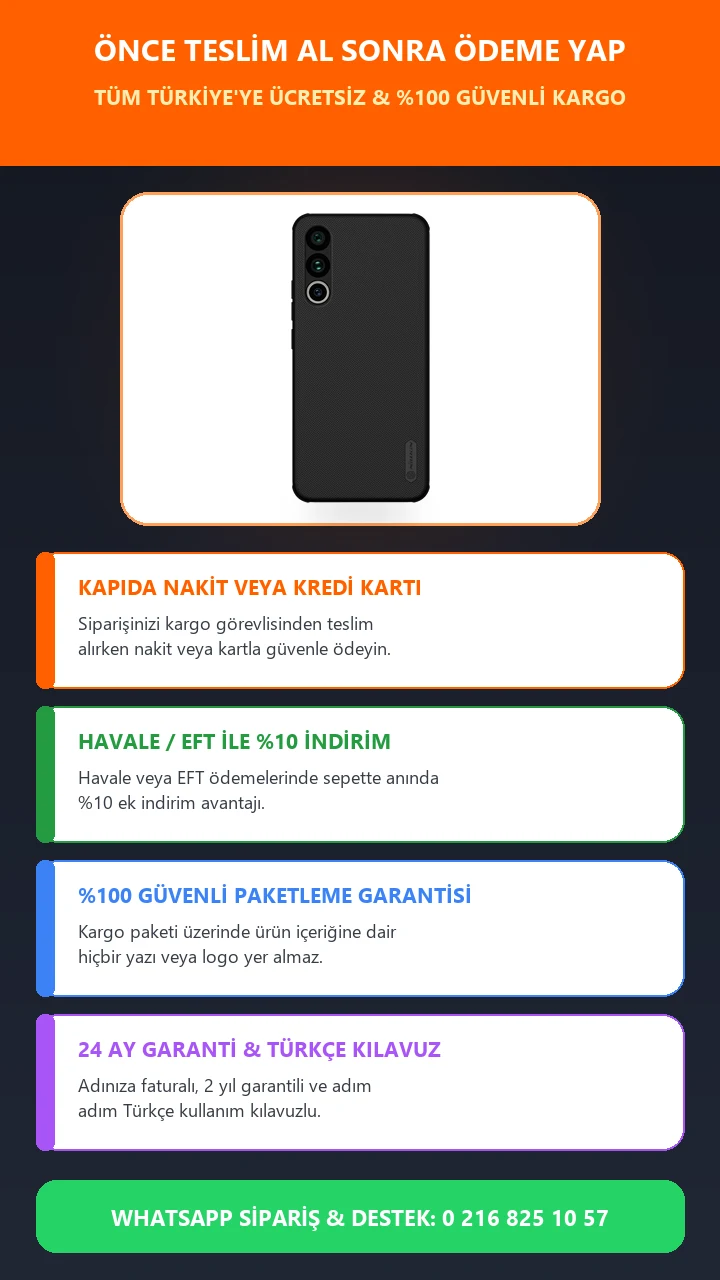 ÖNCE TESLİM AL SONRA ÖDEME YAP
TÜM TÜRKİYE'YE ÜCRETSİZ & %100 GÜVENLİ KARGO
KAPIDA NAKİT VEYA KREDİ KARTI
Siparişinizi kargo görevlisinden teslim
alırken nakit veya kartla güvenle ödeyin.
HAVALE / EFT İLE %10 İNDİRİM
Havale veya EFT ödemelerinde sepette anında
%10 ek indirim avantajı.
%100 GÜVENLİ PAKETLEME GARANTİSİ
Kargo paketi üzerinde ürün içeriğine dair
hiçbir yazı veya logo yer almaz.
24 AY GARANTİ & TÜRKÇE KILAVUZ
Adınıza faturalı, 2 yıl garantili ve adım
adım Türkçe kullanım kılavuzlu.
WHATSAPP SİPARİŞ & DESTEK: 0 216 825 10 57